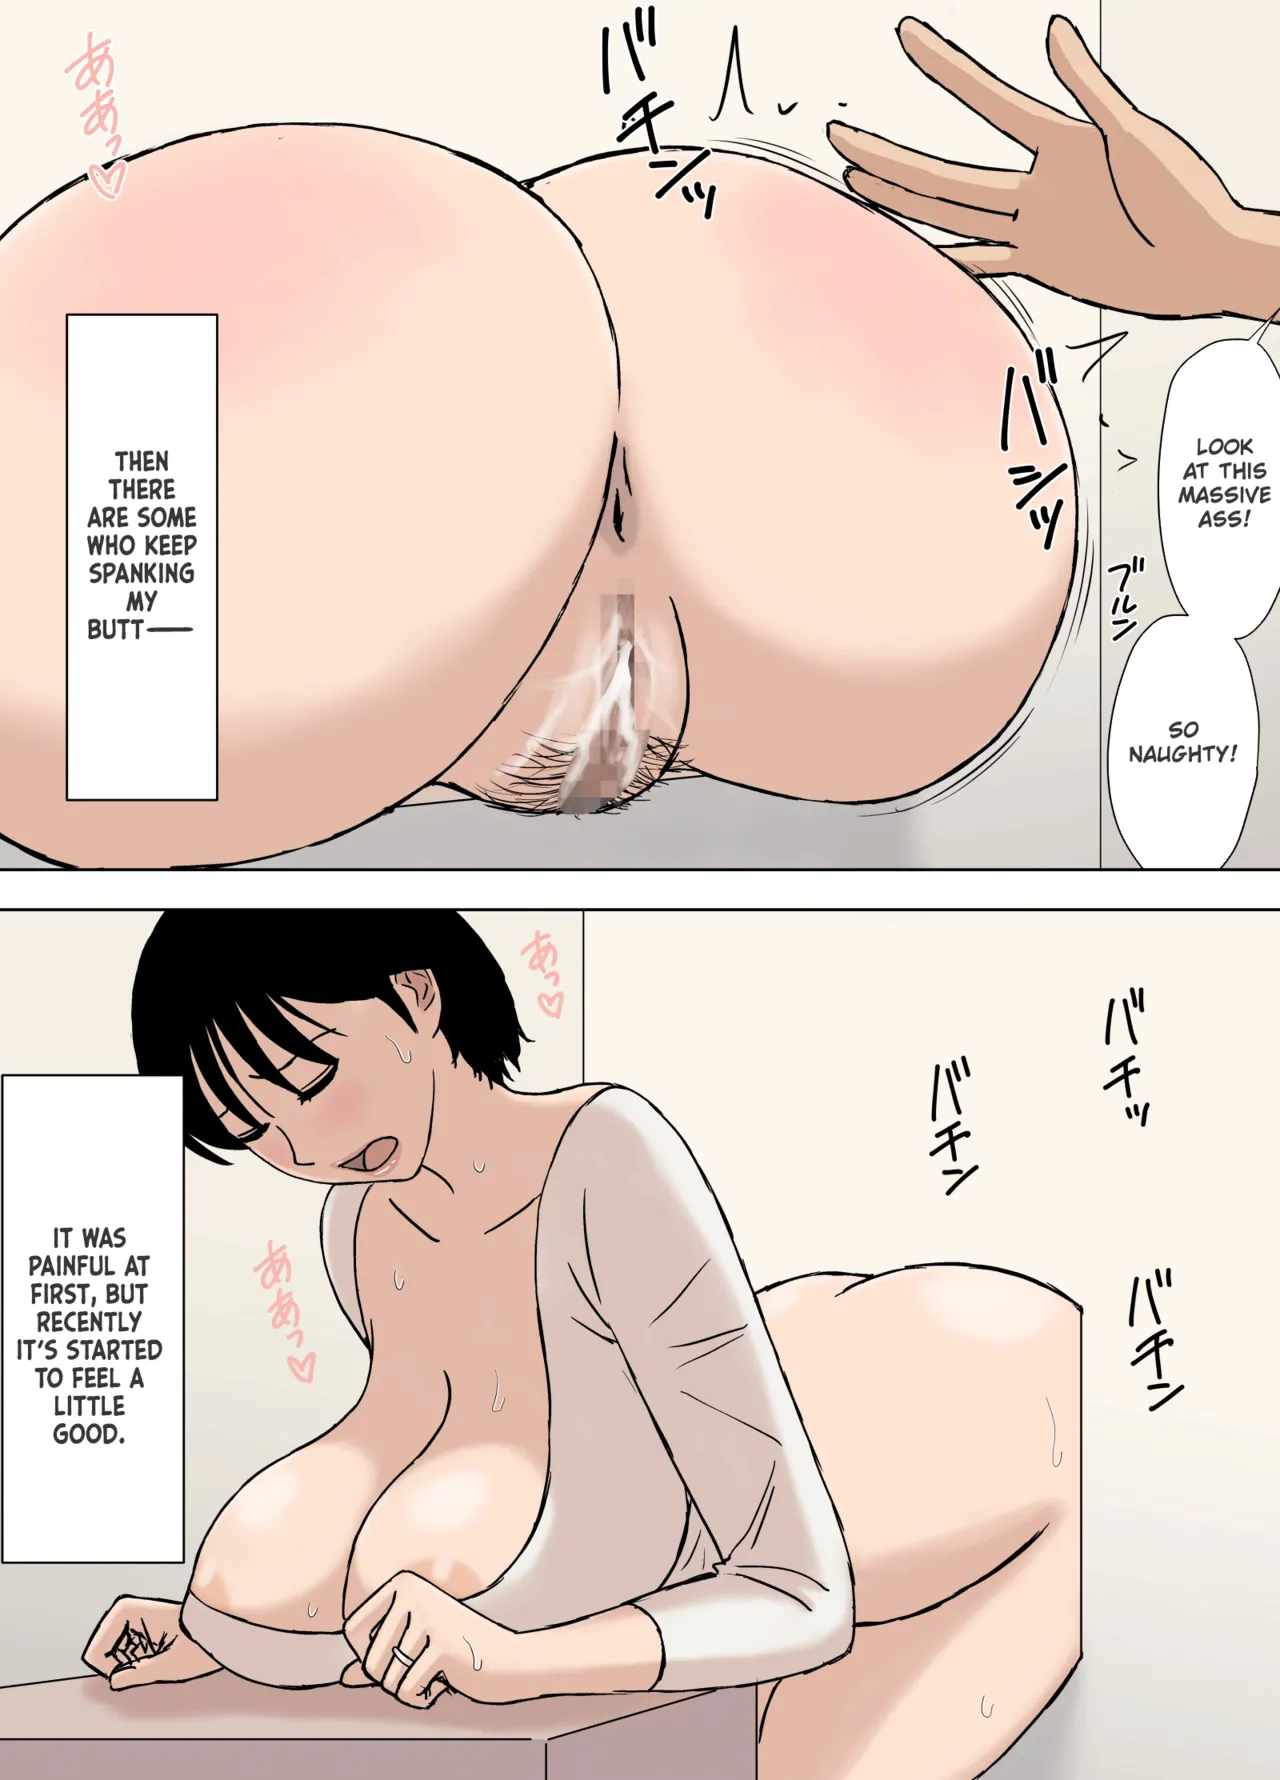 ああっ♡
バチンッ
LOOK
AT THIS
MASSIVE
ASS!
バシッ
ブルン
SO
NAUGHTY!
THEN
THERE
ARE SOME
WHO KEEP
SPANKING
MY
BUTT——
あっ♡
バチッ
バチン
バチン
ああっ♡
IT WAS
PAINFUL AT
FIRST, BUT
RECENTLY
IT'S STARTED
TO FEEL A
LITTLE
GOOD.